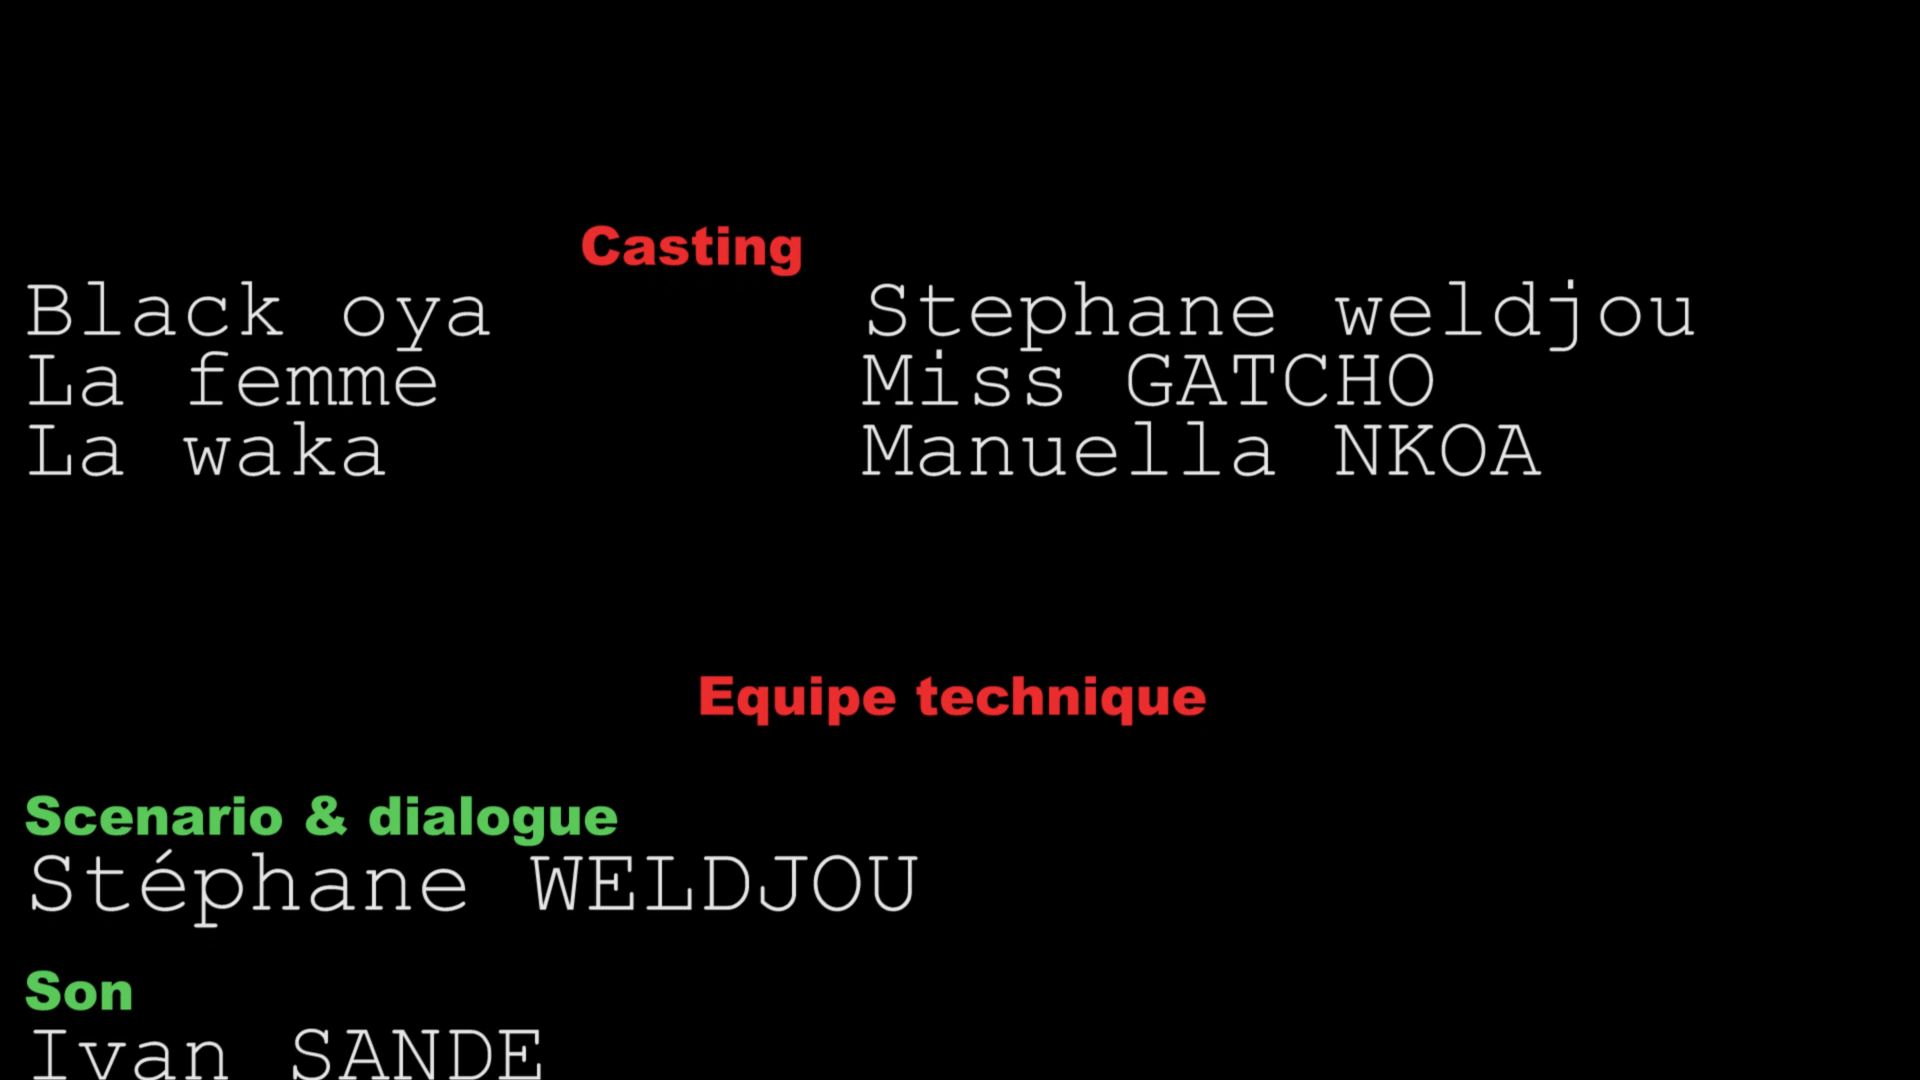 Casting
Black oya Stephane weldjou
La femme Miss GATCHO
La waka Manuella NKOA
Equipe technique
Scenario & dialogue
Stéphane WELDJOU
Son
Ivan SANDE